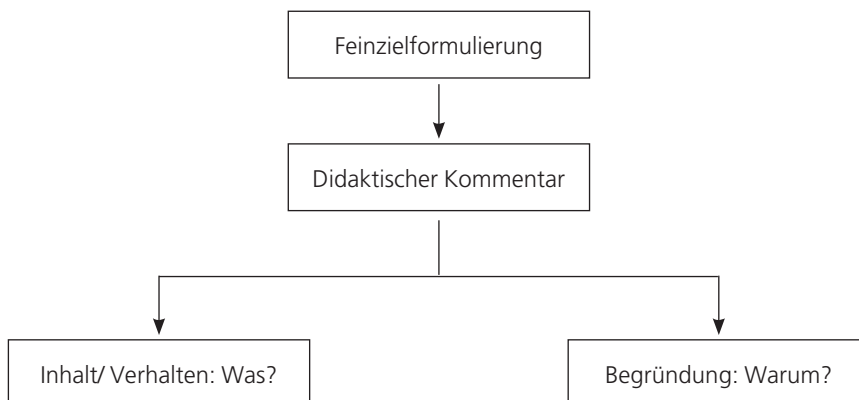 Feinzielformulierung
Didaktischer Kommentar
Inhalt/ Verhalten: Was?
Begründung: Warum?